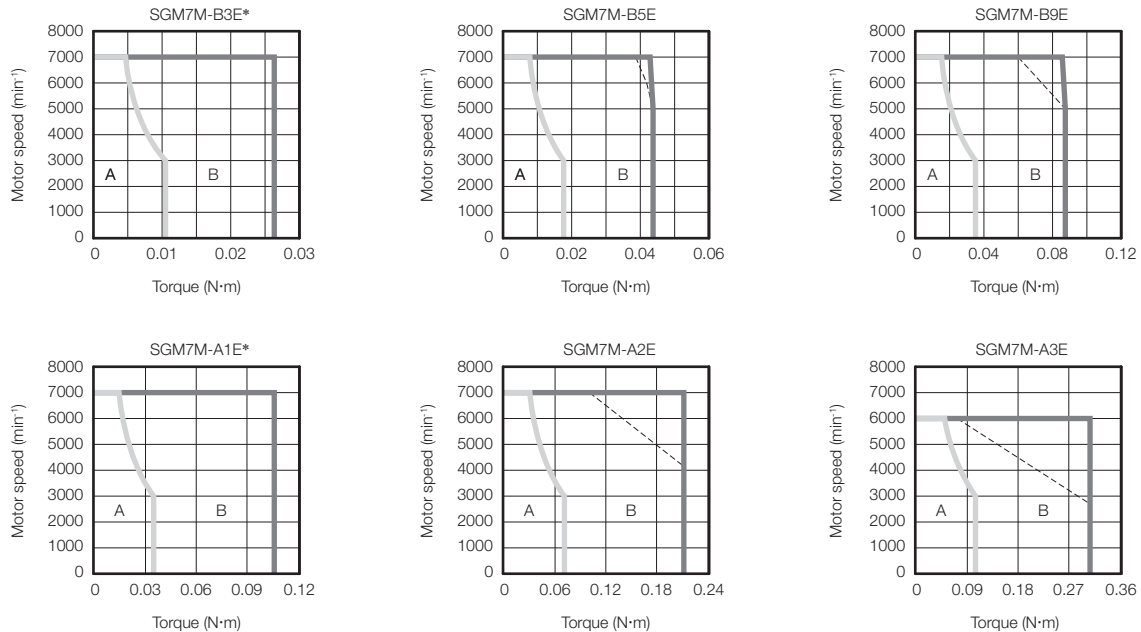 SGM7M-B3E*
8000
7000
6000
5000
4000
3000
2000
1000
0
Motor speed (min⁻¹)
A
B
0 0.01 0.02 0.03
Torque (N·m)
SGM7M-B5E
8000
7000
6000
5000
4000
3000
2000
1000
0
Motor speed (min⁻¹)
A
B
0 0.02 0.04 0.06
Torque (N·m)
SGM7M-B9E
8000
7000
6000
5000
4000
3000
2000
1000
0
Motor speed (min⁻¹)
A
B
0 0.04 0.08 0.12
Torque (N·m)
SGM7M-A1E*
8000
7000
6000
5000
4000
3000
2000
1000
0
Motor speed (min⁻¹)
A
B
0 0.03 0.06 0.09 0.12
Torque (N·m)
SGM7M-A2E
8000
7000
6000
5000
4000
3000
2000
1000
0
Motor speed (min⁻¹)
A
B
0 0.06 0.12 0.18 0.24
Torque (N·m)
SGM7M-A3E
8000
7000
6000
5000
4000
3000
2000
1000
0
Motor speed (min⁻¹)
A
B
0 0.09 0.18 0.27 0.36
Torque (N·m)